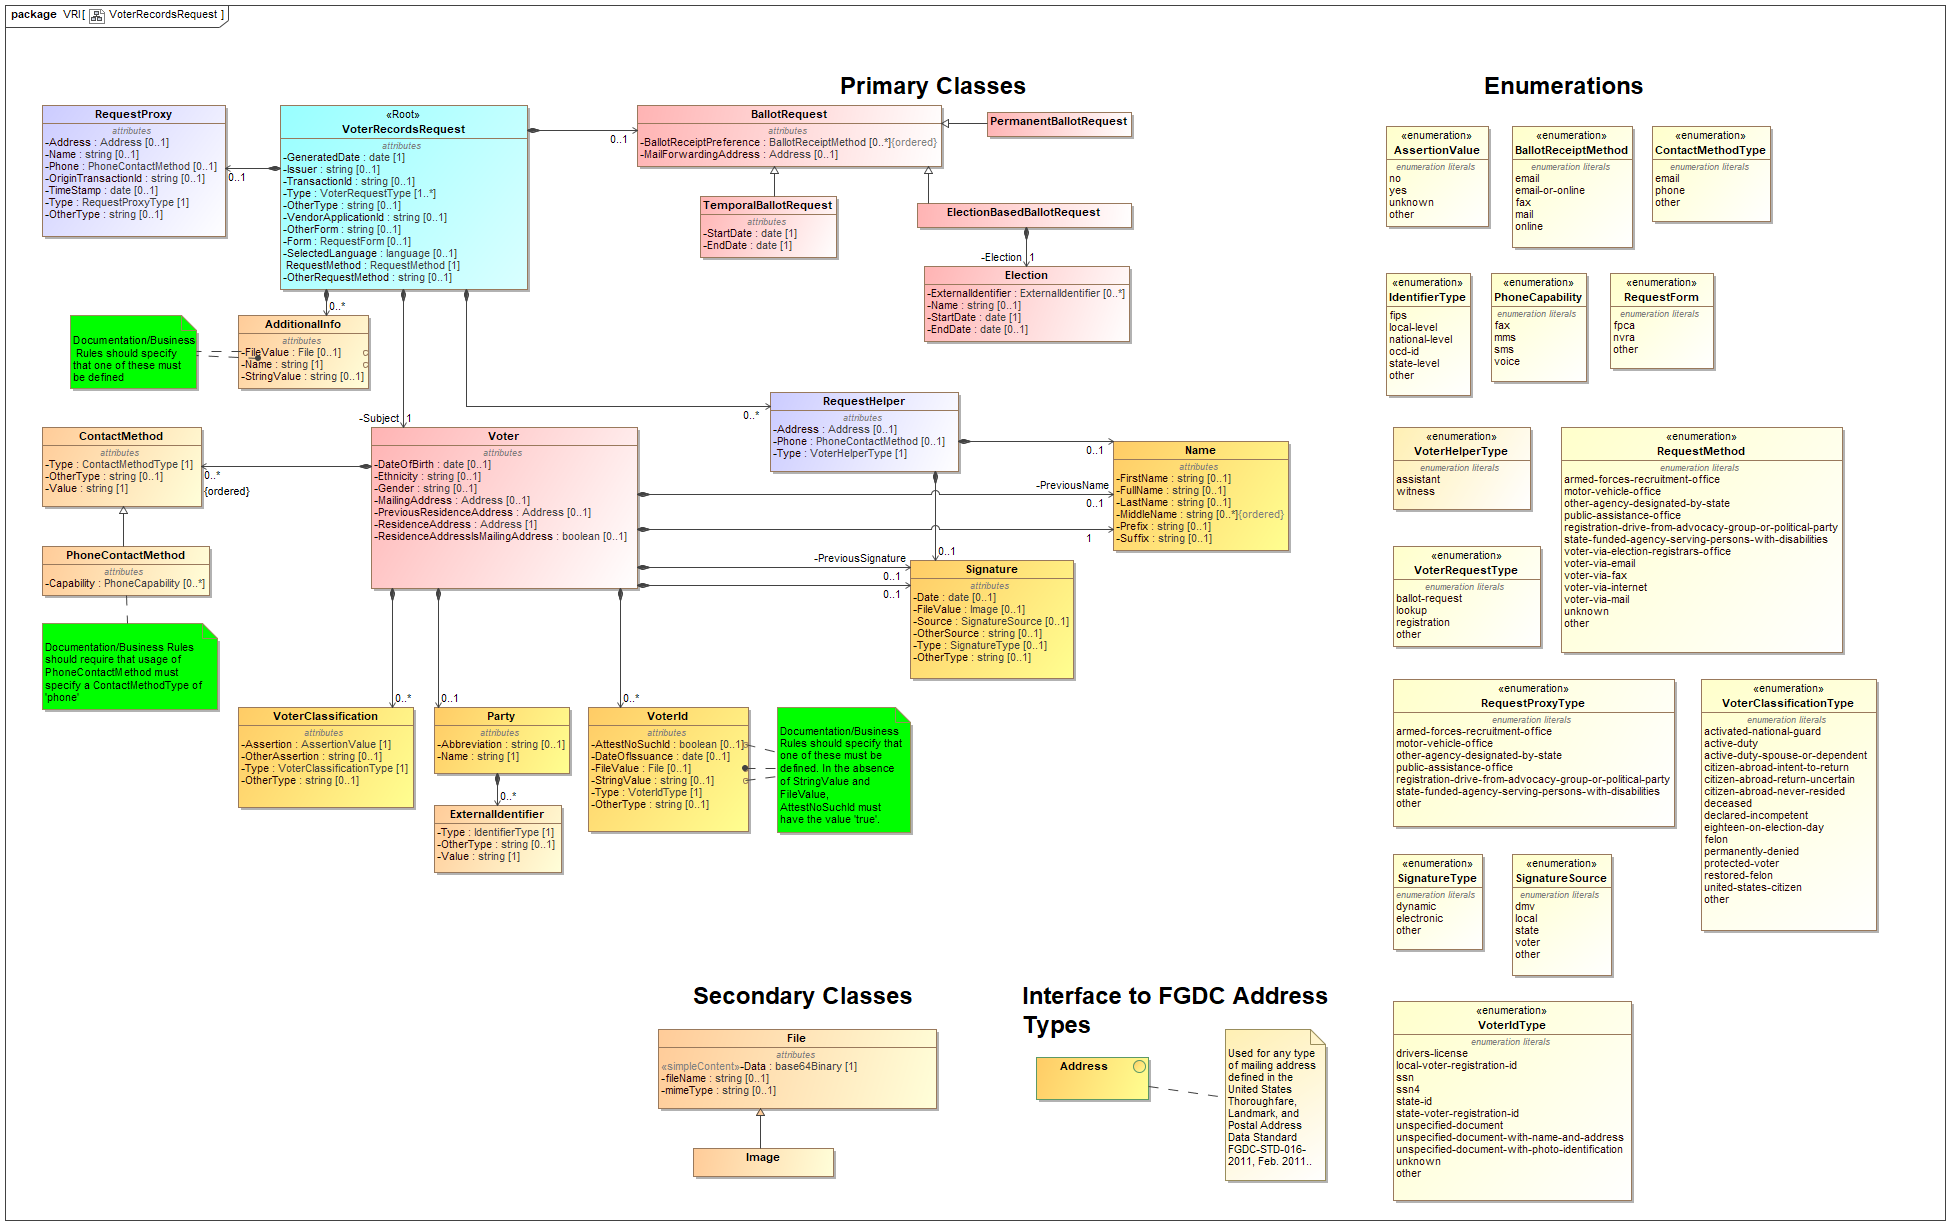 package VRI[ VoterRecordsRequest ]
Primary Classes
Enumerations
RequestProxy
attributes
-Address : Address [0..1]
-Name : string [0..1]
-Phone : PhoneContactMethod [0..1]
-OriginTransactionId : string [0..1]
-TimeStamp : date [0..1]
-Type : RequestProxyType [1]
-OtherType : string [0..1]
0..1
«Root»
VoterRecordsRequest
attributes
-GeneratedDate : date [1]
-Issuer : string [0..1]
-TransactionId : string [0..1]
-Type : VoterRequestType [1..*]
-OtherType : string [0..1]
-VendorApplicationId : string [0..1]
-OtherForm : string [0..1]
-Form : RequestForm [0..1]
-SelectedLanguage : language [0..1]
RequestMethod : RequestMethod [1]
-OtherRequestMethod : string [0..1]
0..1
BallotRequest
attributes
-BallotReceiptPreference : BallotReceiptMethod [0..*]{ordered}
-MailForwardingAddress : Address [0..1]
PermanentBallotRequest
TemporalBallotRequest
attributes
-StartDate : date [1]
-EndDate : date [1]
ElectionBasedBallotRequest
-Election 1
Election
-ExternalIdentifier : ExternalIdentifier [0..*]
-Name : string [0..1]
-StartDate : date [1]
-EndDate : date [0..1]
0..*
Documentation/Business
Rules should specify
that one of these must
be defined
AdditionalInfo
attributes
-FileValue : File [0..1]
-Name : string [1]
-StringValue : string [0..1]
-Subject 1
0..*
ContactMethod
attributes
-Type : ContactMethodType [1]
-OtherType : string [0..1]
-Value : string [1]
0..*
{ordered}
PhoneContactMethod
attributes
-Capability : PhoneCapability [0..*]
Documentation/Business Rules
should require that usage of
PhoneContactMethod must
specify a ContactMethodType of
'phone'
Voter
attributes
-DateOfBirth : date [0..1]
-Ethnicity : string [0..1]
-Gender : string [0..1]
-MailingAddress : Address [0..1]
-PreviousResidenceAddress : Address [0..1]
-ResidenceAddress : Address [1]
-ResidenceAddressIsMailingAddress : boolean [0..1]
RequestHelper
attributes
-Address : Address [0..1]
-Phone : PhoneContactMethod [0..1]
-Type : VoterHelperType [1]
0..1
-PreviousName
0..1
1
Name
attributes
-FirstName : string [0..1]
-FullName : string [0..1]
-LastName : string [0..1]
-MiddleName : string [0..*]{ordered}
-Prefix : string [0..1]
-Suffix : string [0..1]
0..1
-PreviousSignature
0..1
0..1
Signature
attributes
-Date : date [0..1]
-FileValue : Image [0..1]
-Source : SignatureSource [0..1]
-OtherSource : string [0..1]
-Type : SignatureType [0..1]
-OtherType : string [0..1]
0..*
0..1
0..*
VoterClassification
attributes
-Assertion : AssertionValue [1]
-OtherAssertion : string [0..1]
-Type : VoterClassificationType [1]
-OtherType : string [0..1]
Party
attributes
-Abbreviation : string [0..1]
-Name : string [1]
0..*
ExternalIdentifier
-Type : IdentifierType [1]
-OtherType : string [0..1]
-Value : string [1]
VoterId
attributes
-AttestNoSuchId : boolean [0..1]
-DateOfIssuance : date [0..1]
-FileValue : File [0..1]
-StringValue : string [0..1]
-Type : VoterIdType [1]
-OtherType : string [0..1]
Documentation/Business
Rules should specify that
one of these must be
defined. In the absence
of StringValue and
FileValue,
AttestNoSuchId must
have the value 'true'.
«enumeration»
AssertionValue
enumeration literals
no
yes
unknown
other
«enumeration»
BallotReceiptMethod
enumeration literals
email
email-or-online
fax
mail
online
«enumeration»
ContactMethodType
enumeration literals
email
phone
other
«enumeration»
IdentifierType
enumeration literals
fips
local-level
national-level
ocd-id
state-level
other
«enumeration»
PhoneCapability
enumeration literals
fax
mms
sms
voice
«enumeration»
RequestForm
enumeration literals
fpca
nvra
other
«enumeration»
VoterHelperType
enumeration literals
assistant
witness
«enumeration»
RequestMethod
enumeration literals
armed-forces-recruitment-office
motor-vehicle-office
other-agency-designated-by-state
public-assistance-office
registration-drive-from-advocacy-group-or-political-party
state-funded-agency-serving-persons-with-disabilities
voter-via-election-registrars-office
voter-via-email
voter-via-fax
voter-via-internet
voter-via-mail
unknown
other
«enumeration»
VoterRequestType
enumeration literals
ballot-request
lookup
registration
other
«enumeration»
RequestProxyType
enumeration literals
armed-forces-recruitment-office
motor-vehicle-office
other-agency-designated-by-state
public-assistance-office
registration-drive-from-advocacy-group-or-political-party
state-funded-agency-serving-persons-with-disabilities
other
«enumeration»
VoterClassificationType
enumeration literals
activated-national-guard
active-duty
active-duty-spouse-or-dependent
citizen-abroad-intent-to-return
citizen-abroad-return-uncertain
citizen-abroad-never-resided
deceased
declared-incompetent
eighteen-on-election-day
felon
permanently-denied
protected-voter
restored-felon
united-states-citizen
other
«enumeration»
SignatureType
enumeration literals
dynamic
electronic
other
«enumeration»
SignatureSource
enumeration literals
dmv
local
state
voter
other
«enumeration»
VoterIdType
enumeration literals
drivers-license
local-voter-registration-id
ssn
ssn4
state-id
state-voter-registration-id
unspecified-document
unspecified-document-with-name-and-address
unspecified-document-with-photo-identification
unknown
other
Secondary Classes
File
attributes
«simpleContent»-Data : base64Binary [1]
-fileName : string [0..1]
-mimeType : string [0..1]
Image
Interface to FGDC Address
Types
Address
Used for any type
of mailing address
defined in the
United States
Thoroughfare,
Landmark, and
Postal Address
Data Standard
FGDC-STD-016-
2011, Feb. 2011..